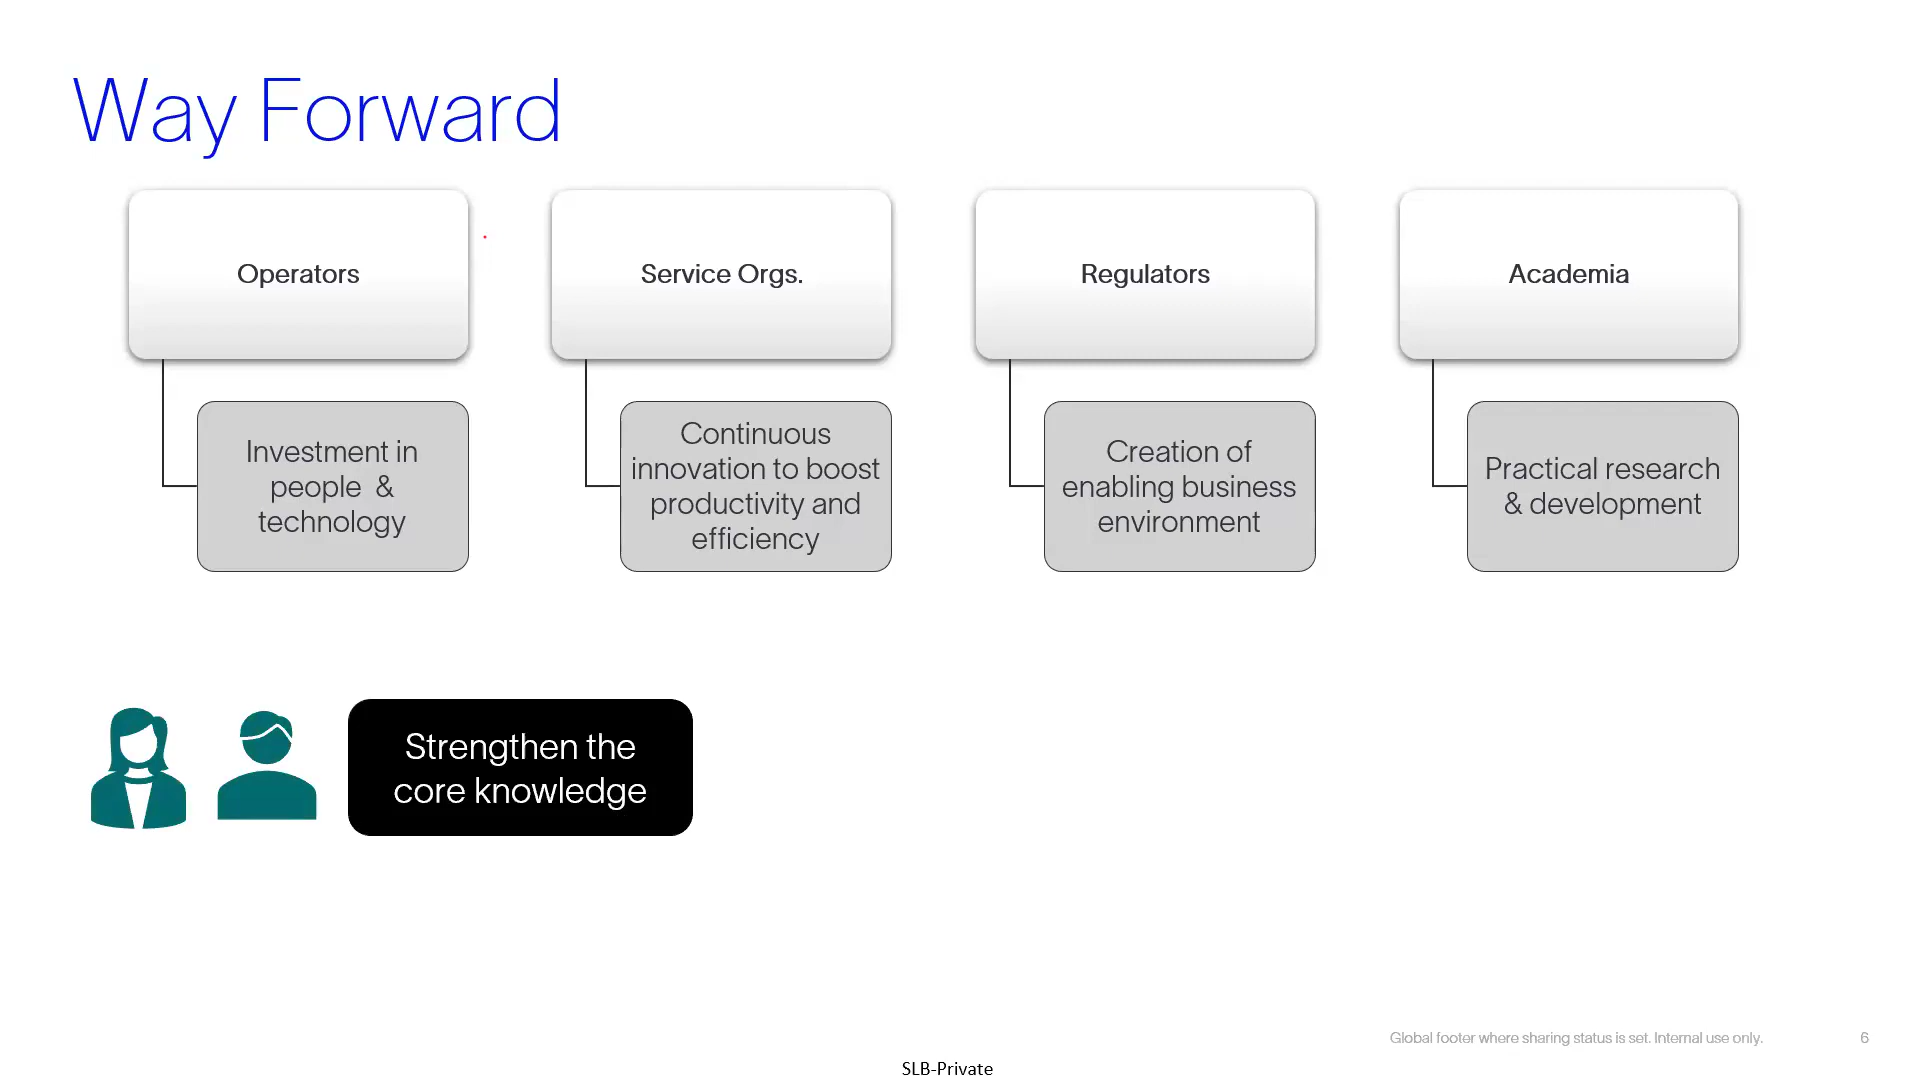 Way Forward
Operators
Service Orgs.
Regulators
Academia
Investment in
people & 
technology
Continuous
innovation to boost
productivity and
efficiency
Creation of
enabling business
environment
Practical research
& development
Strengthen the
core knowledge
Global footer where sharing status is set. Internal use only.
6
SLB-Private